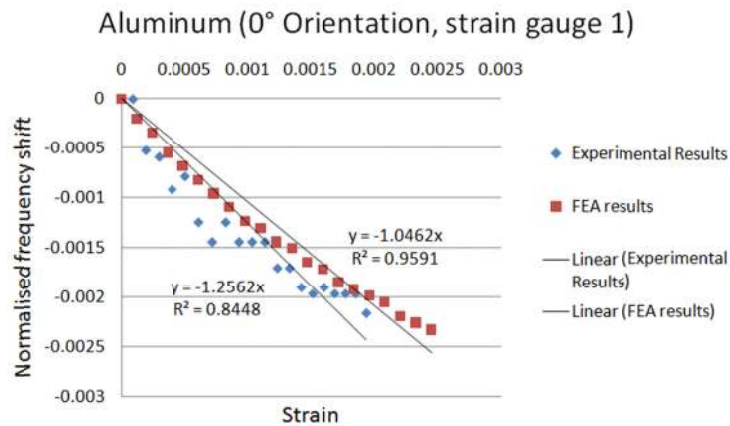 Aluminum (0° Orientation, strain gauge 1)
0 0.0005 0.001 0.0015 0.002 0.0025 0.003
0
-0.0005
-0.001
-0.0015
-0.002
-0.0025
-0.003
Normalised frequency shift
y = -1.0462x
R² = 0.9591
y = -1.2562x
R² = 0.8448
Strain
Experimental Results
FEA results
Linear (Experimental
Results)
Linear (FEA results)